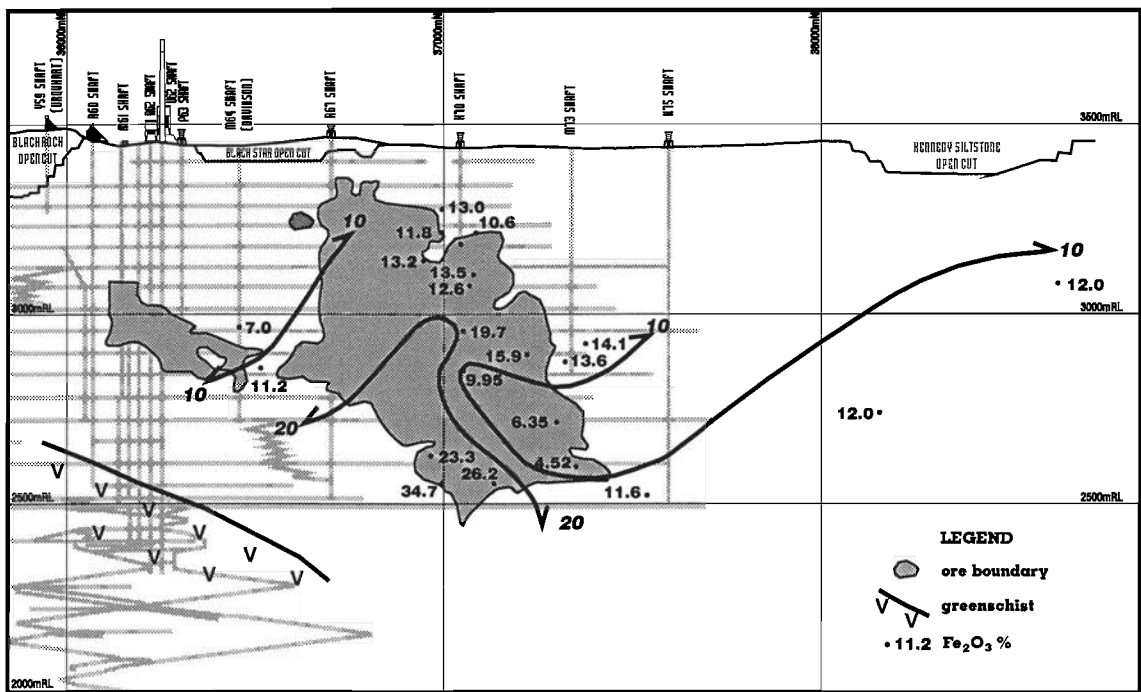 36000mN
37000mN
38000mN
Y59 SHAFT
[URQUHART]
R60 SHAFT
M61 SHAFT
R62 SHAFT
U62 SHAFT
P63 SHAFT
M64 SHAFT
[DAVIDSON]
R67 SHAFT
H70 SHAFT
M73 SHAFT
K75 SHAFT
3500mRL
BLACK ROCK
OPEN CUT
BLACK STAR OPEN CUT
KENNEDY SILTSTONE
OPEN CUT
13.0
10.6
11.8
10
13.2
13.5
12.6
10
12.0
3000mRL
3000mRL
7.0
19.7
10
14.1
15.9
13.6
11.2
9.95
10
20
6.35
12.0
23.3
4.52
26.2
34.7
11.6
2500mRL
2500mRL
20
V
V
V
V
V
V
V
V
V
LEGEND
ore boundary
V
V
greenschist
11.2 Fe₂O₃ %
2000mRL
2000mRL